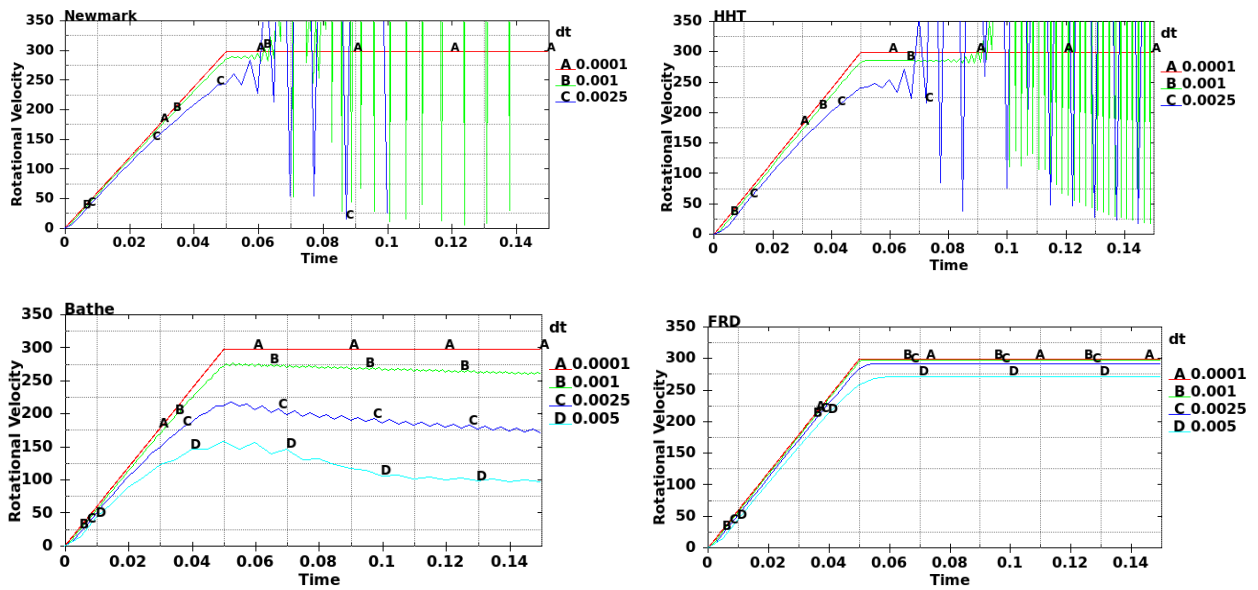 Newmark
350
300
250
200
150
100
50
0
Rotational Velocity
0 0.02 0.04 0.06 0.08 0.1 0.12 0.14
Time
dt
A 0.0001
B 0.001
C 0.0025
A B A A A
C B A C B C C
HHT
350
300
250
200
150
100
50
0
Rotational Velocity
0 0.02 0.04 0.06 0.08 0.1 0.12 0.14
Time
dt
A 0.0001
B 0.001
C 0.0025
A B A A A
C B C A C B
Bathe
350
300
250
200
150
100
50
0
Rotational Velocity
0 0.02 0.04 0.06 0.08 0.1 0.12 0.14
Time
dt
A 0.0001
B 0.001
C 0.0025
D 0.005
A A A A
B B B
B C C C
A C
D D
D D
B C D
FRD
350
300
250
200
150
100
50
0
Rotational Velocity
0 0.02 0.04 0.06 0.08 0.1 0.12 0.14
Time
dt
A 0.0001
B 0.001
C 0.0025
D 0.005
B C A B C A B C A
D D D
B A C D
B C D